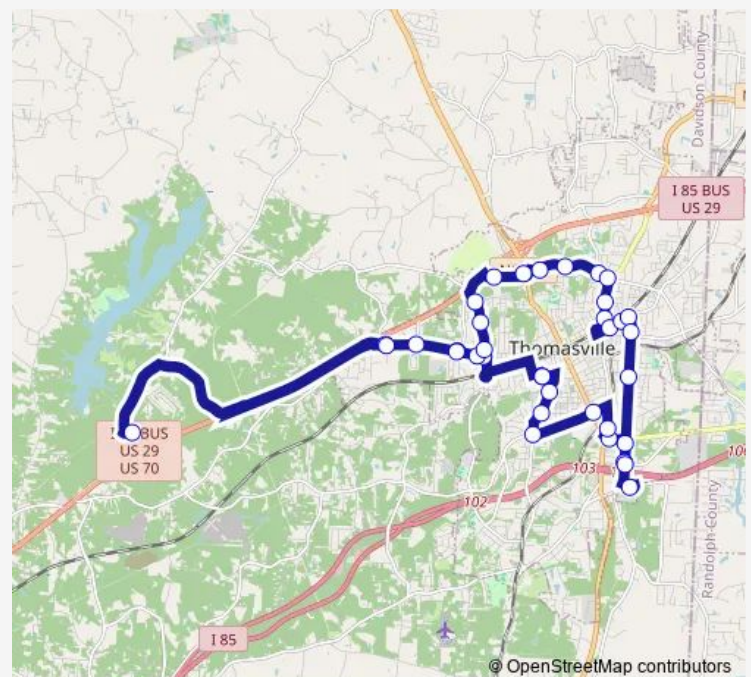 Davidson County
I 85 BUS
US 29
Thomasville
BUS
US 29
US 70
103
102
Randolph County
I 85
© OpenStreetMap contributors